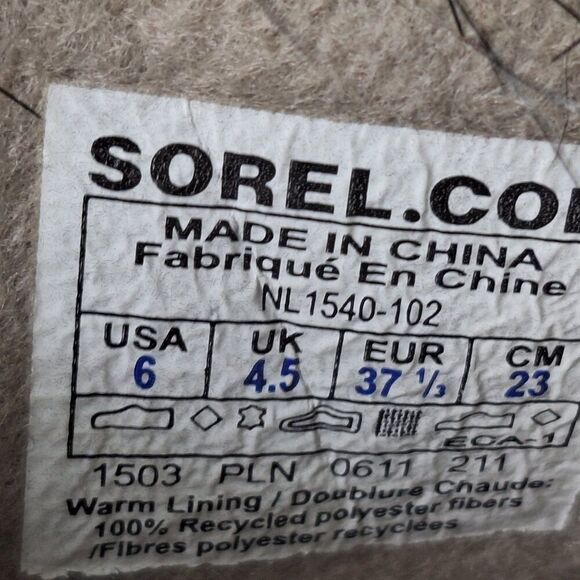 SOREL.CO
MADE IN CHINA
Fabriqué En Chine
NL1540-102
USA UK EUR CM
6 4.5 37 1/3 23
ECA-1
1503 PLN 0611 211
Warm Lining / Doublure Chaude:
100% Recycled polyester fibers
/Fibres polyester recyclées